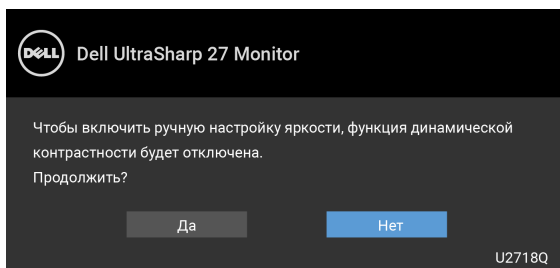 DELL
Dell UltraSharp 27 Monitor
Чтобы включить ручную настройку яркости, функция динамической
контрастности будет отключена.
Продолжить?
Да
Нет
U2718Q